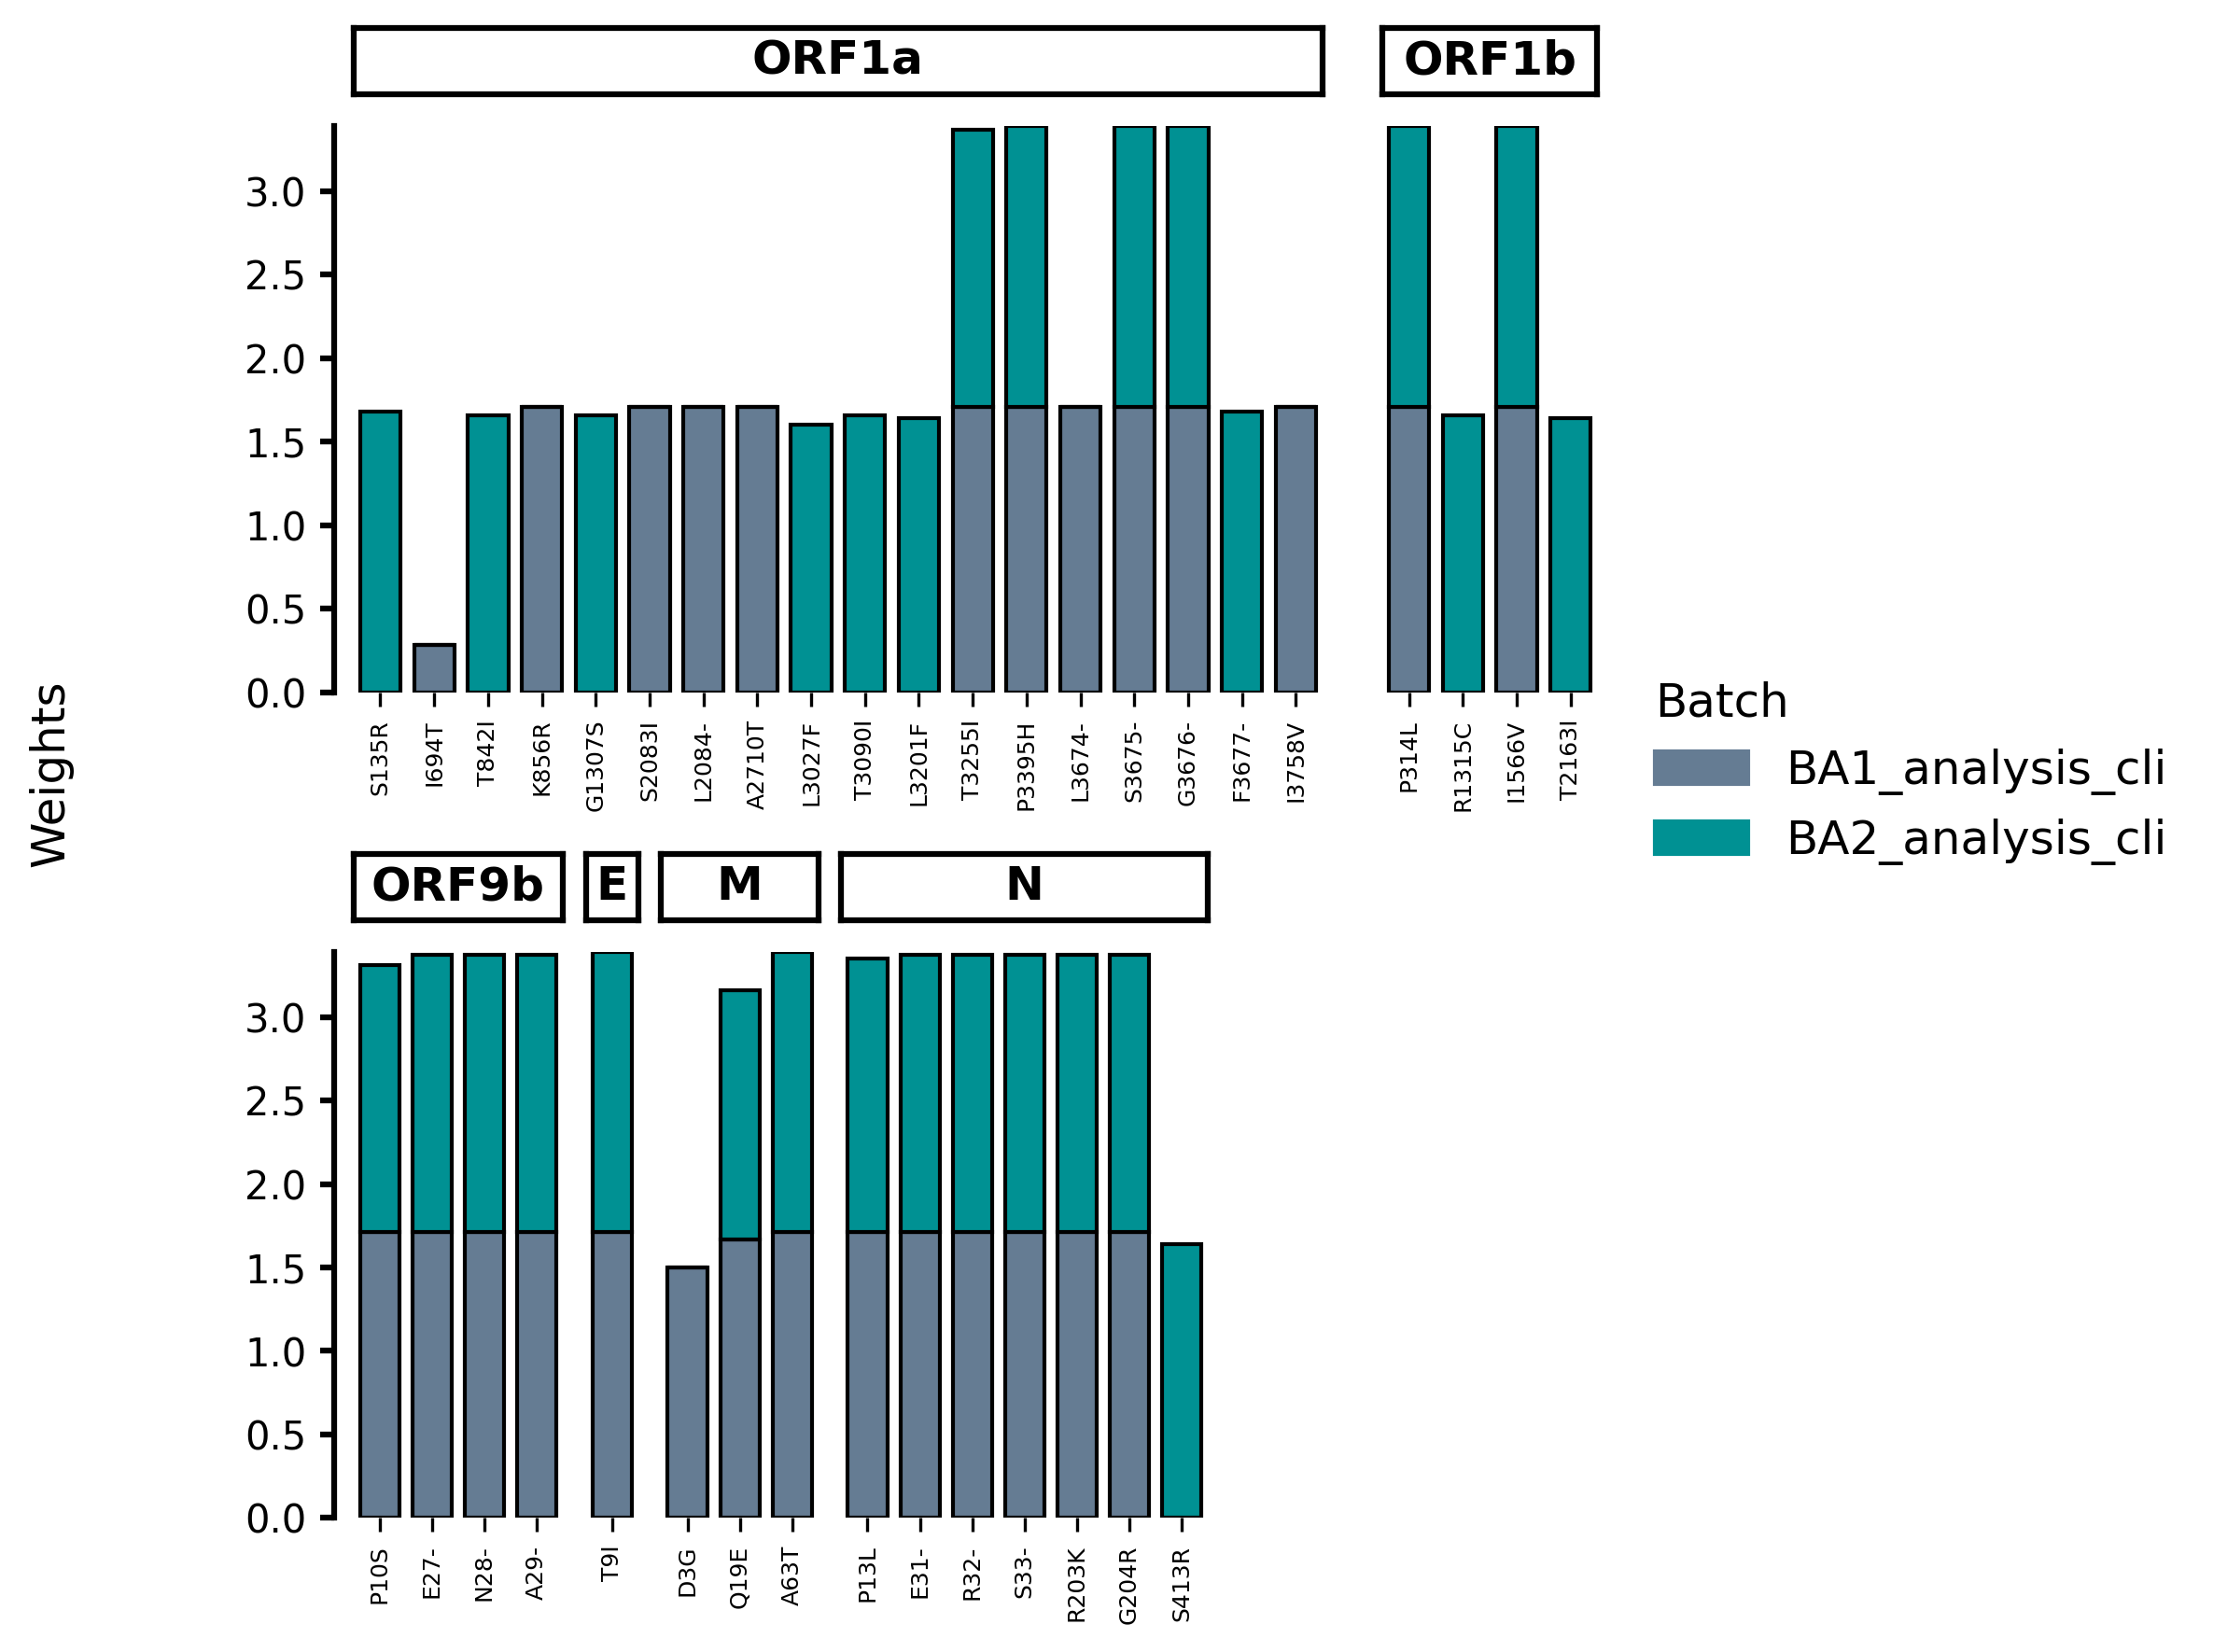 ORF1a ORF1b
3.0
2.5
2.0
1.5
1.0
0.5
0.0
S135R I694T T842I K856R G1307S S2083I L2084- A2710T L3027F T3090I L3201F T3255I P3395H L3674- S3675- G3676- F3677- I3758V P314L R1315C I1566V T2163I
Weights
Batch
BA1_analysis_cli
BA2_analysis_cli
ORF9b E M N
3.0
2.5
2.0
1.5
1.0
0.5
0.0
P10S E27- N28- A29- T9I D3G Q19E A63T P13L E31- R32- S33- R203K G204R S413R